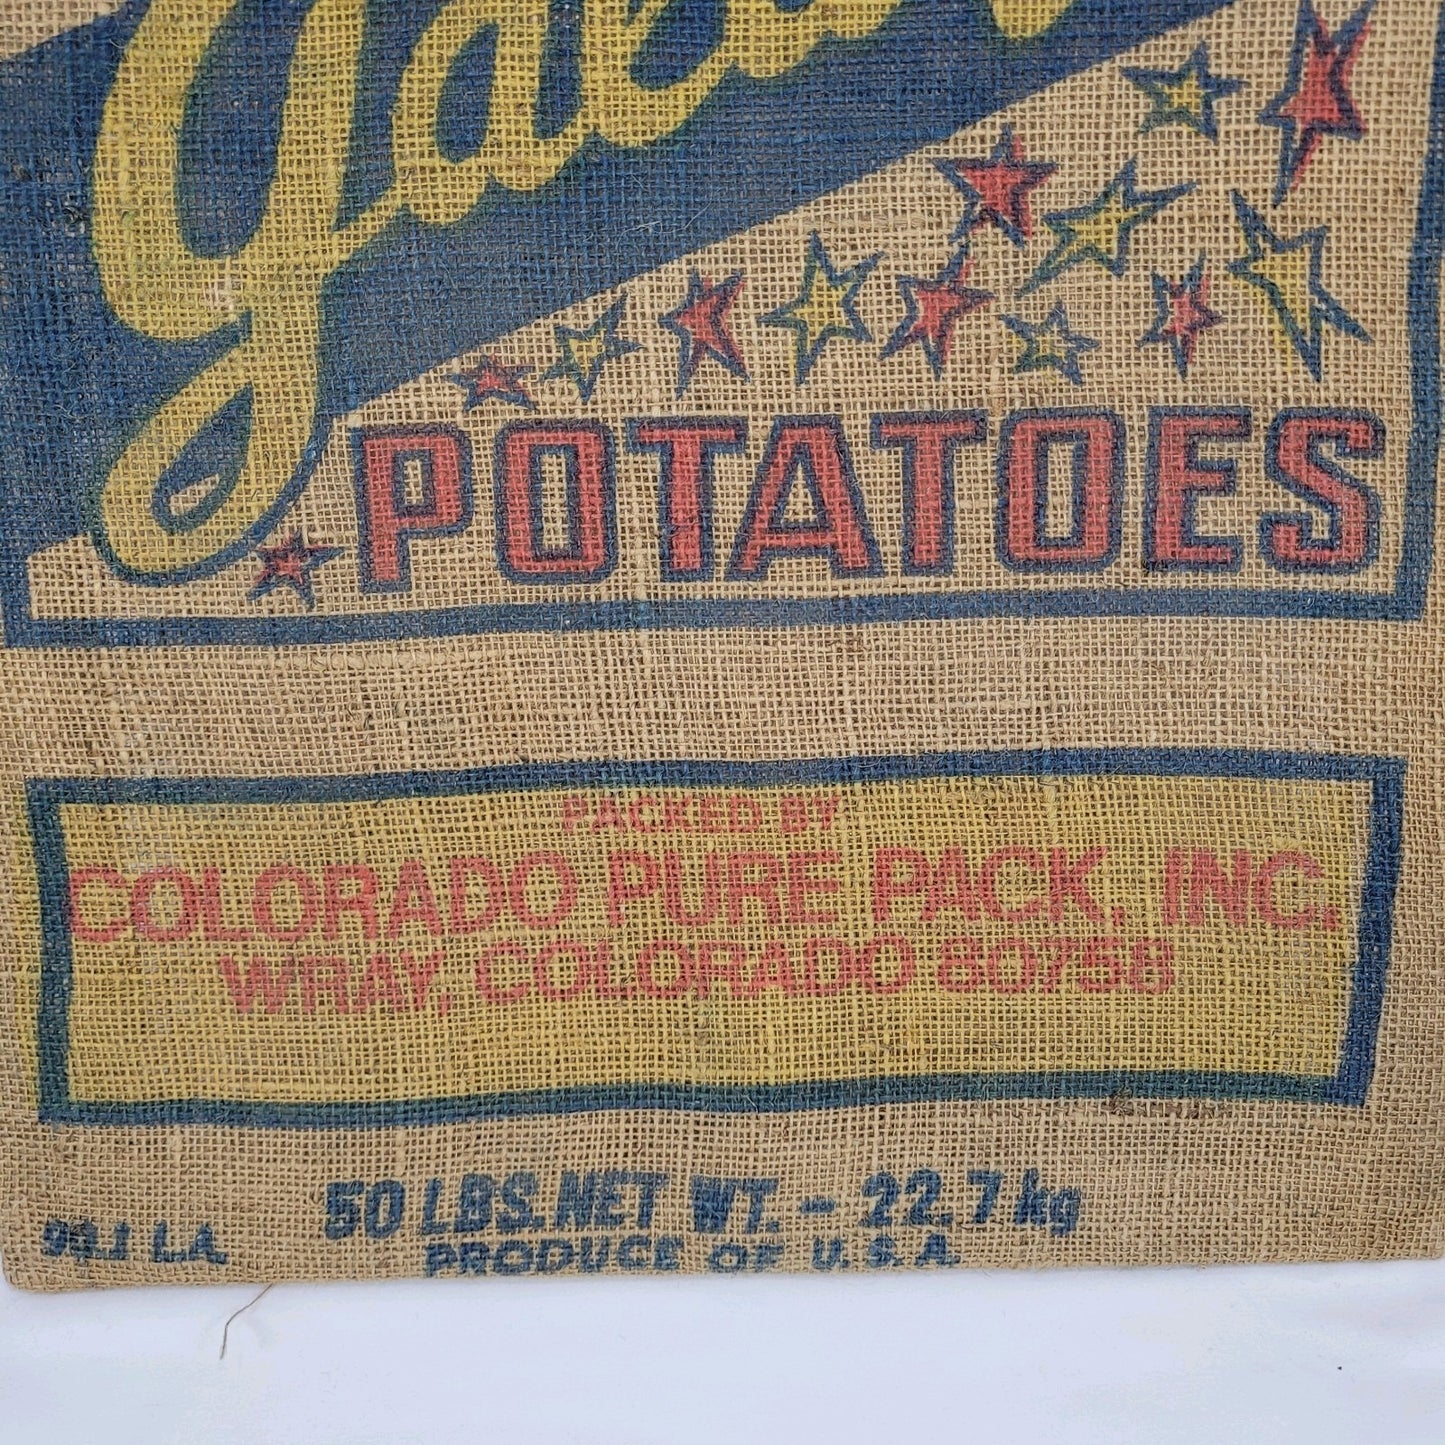 POTATOES
PACKED BY
COLORADO PURE PACK, INC.
WRAY, COLORADO 80758
50 LBS. NET WT. - 22.7 kg
PRODUCE OF U.S.A.